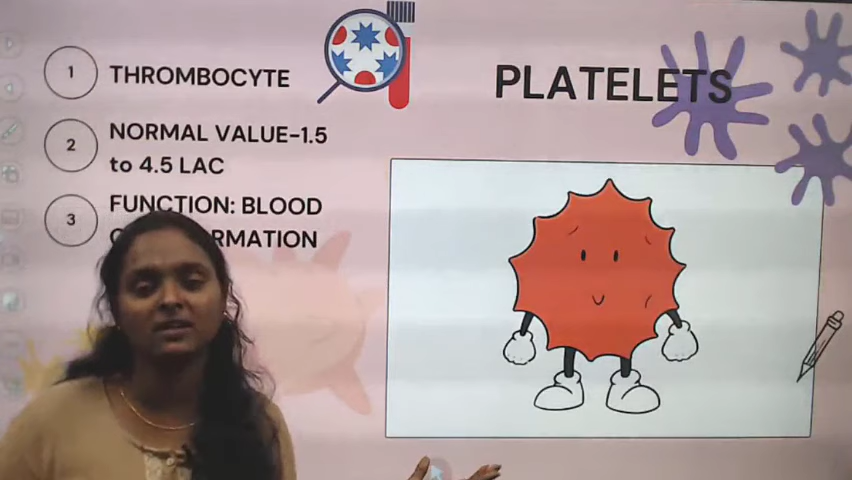 PLATELETS
1 THROMBOCYTE
2 NORMAL VALUE-1.5
to 4.5 LAC
3 FUNCTION: BLOOD